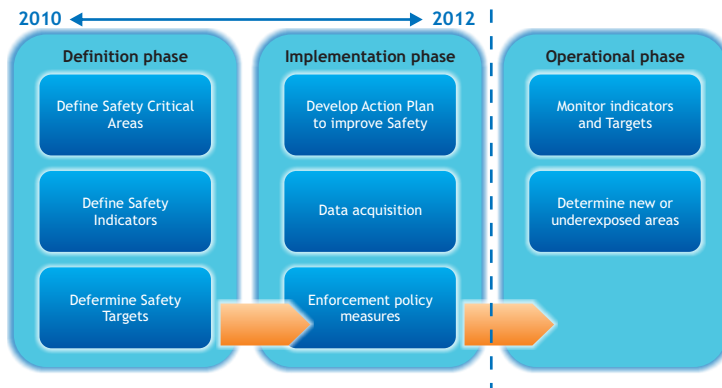 2010
2012
Definition phase
Define Safety Critical
Areas
Define Safety
Indicators
Defermine Safety
Targets
Implementation phase
Develop Action Plan
to improve Safety
Data acquisition
Enforcement policy
measures
Operational phase
Monitor indicators
and Targets
Determine new or
underexposed areas